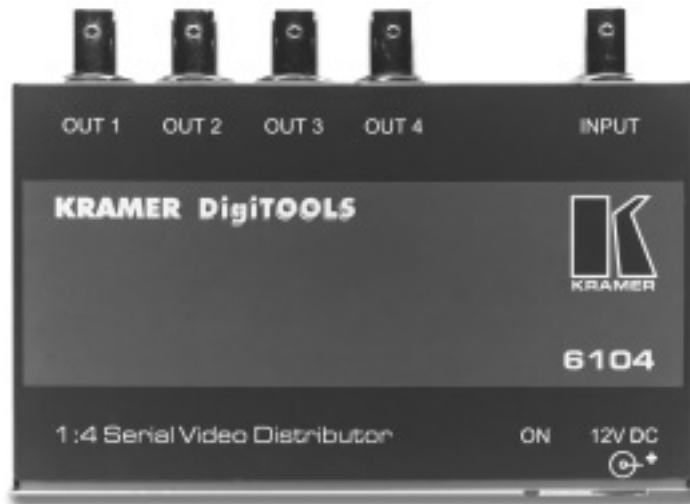 OUT 1 OUT 2 OUT 3 OUT 4 INPUT
KRAMER DigiTOOLS
K
KRAMER
6104
1:4 Serial Video Distributor ON 12V DC
+